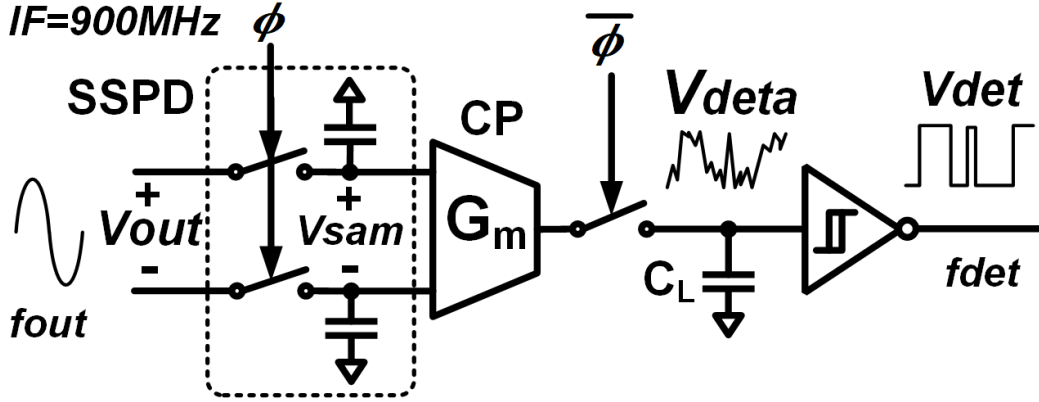 IF=900MHz ϕ
ϕ̅
SSPD
CP
Vdeta
Vdet
+
Vout
-
+
Vsam
-
Gm
CL
fout
fdet